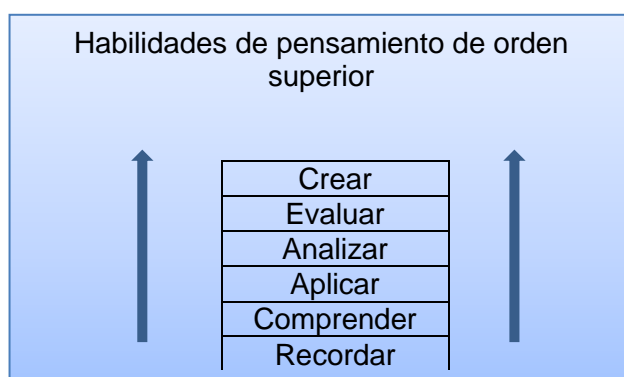 Habilidades de pensamiento de orden
superior
Crear
Evaluar
Analizar
Aplicar
Comprender
Recordar